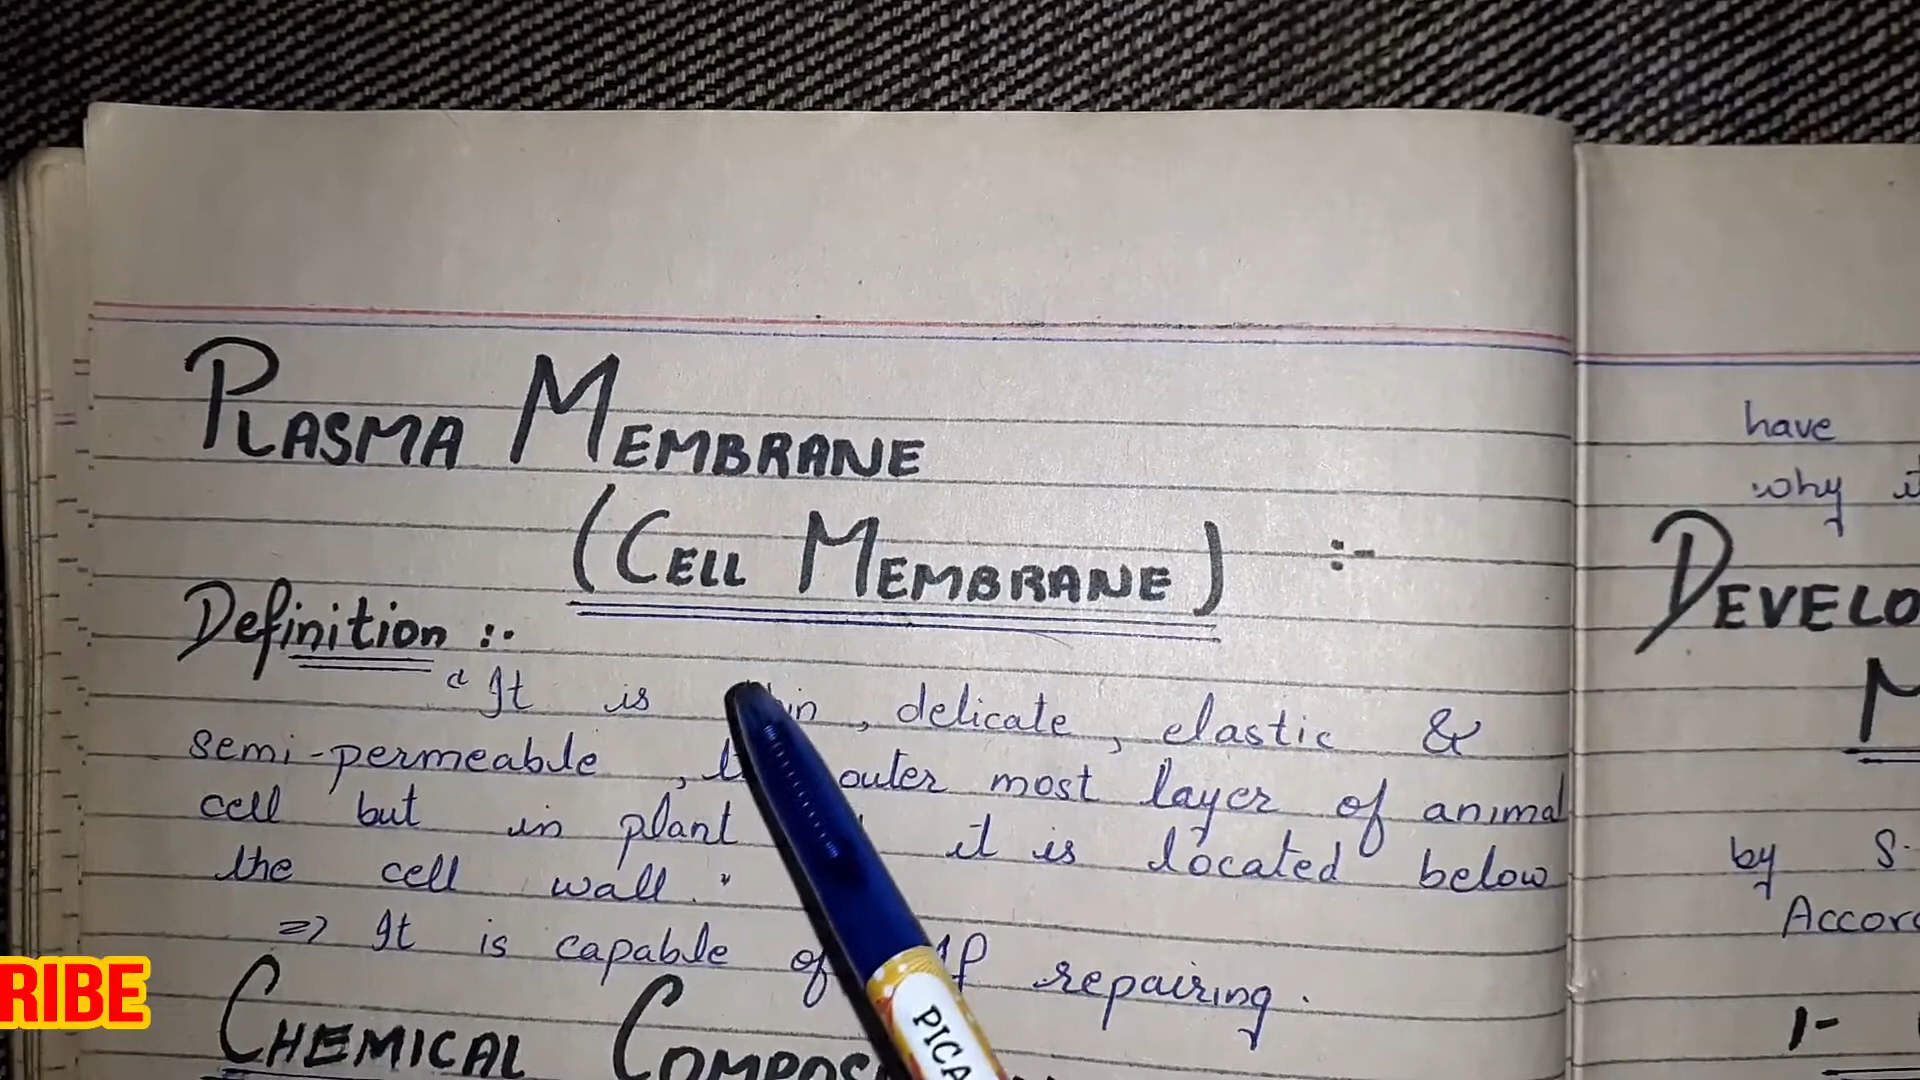 PLASMA MEMBRANE
(CELL MEMBRANE) :-
Definition :-
"It is , delicate, elastic &
semi-permeable, outer most layer of animal
cell but in plant it is located below
the cell wall."
⇒ It is capable of repairing.
CHEMICAL
have
why
DEVELO
M
by S.
Accor
1-
RIBE
PICA